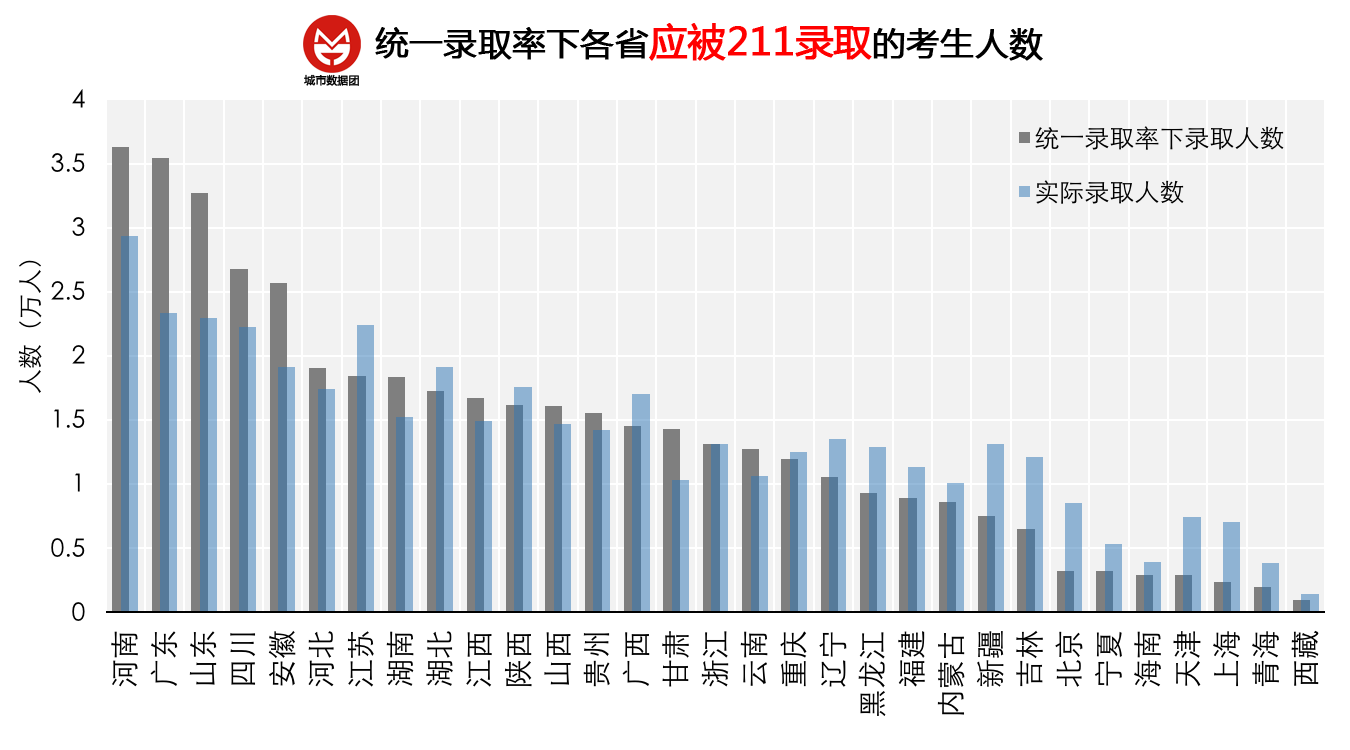 统一录取率下各省应被211录取的考生人数
城市数据团
统一录取率下录取人数
实际录取人数
人数（万人）
4
3.5
3
2.5
2
1.5
1
0.5
0
河南
广东
山东
四川
安徽
河北
江苏
湖南
湖北
江西
陕西
山西
贵州
广西
甘肃
浙江
云南
重庆
辽宁
黑龙江
福建
内蒙古
新疆
吉林
北京
宁夏
海南
天津
上海
青海
西藏